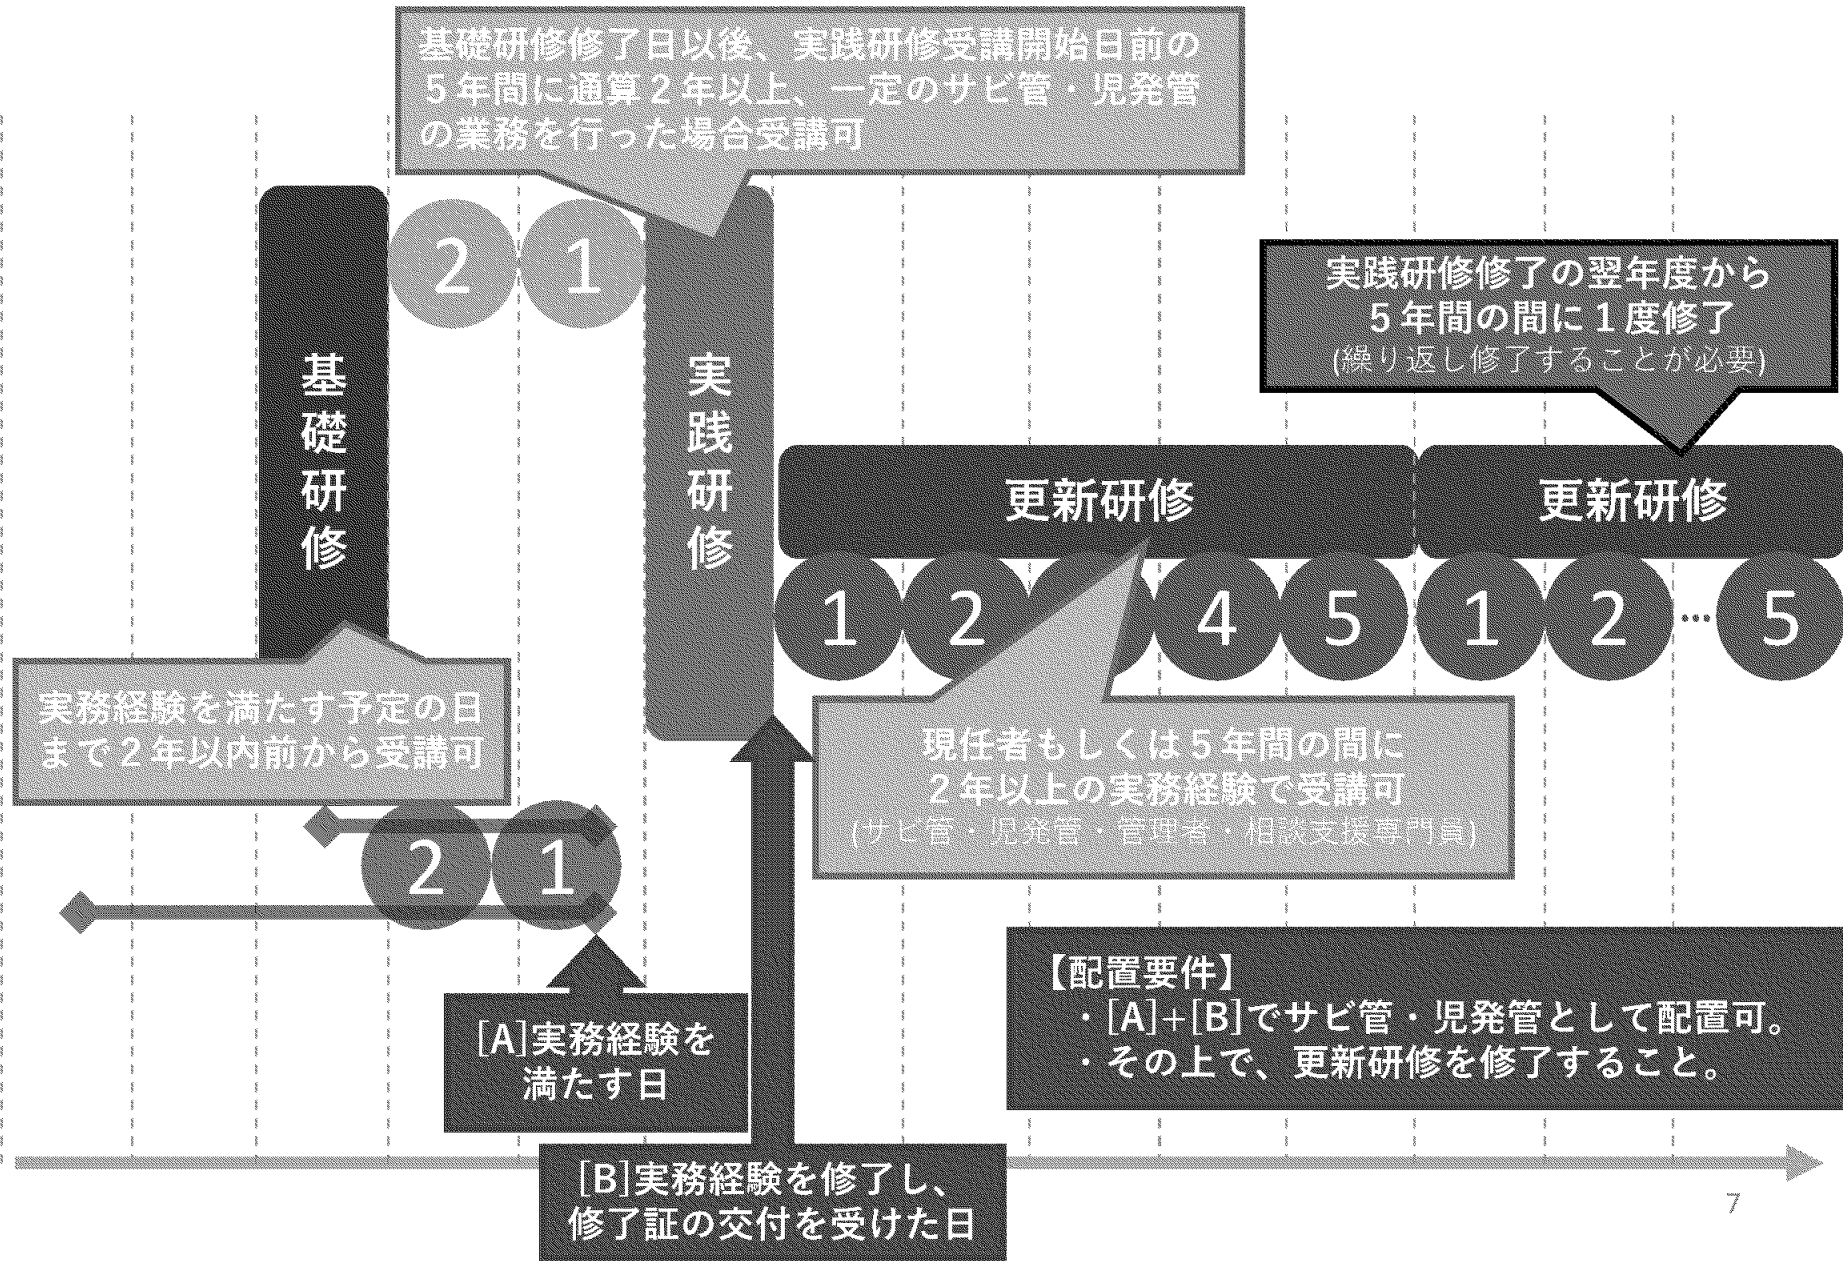 基礎研修修了日以後、実践研修受講開始日前の
５年間に通算２年以上、一定のサビ管・児発管
の業務を行った場合受講可
2
1
基礎研修
実践研修
実践研修修了の翌年度から
５年間の間に１度修了
(繰り返し修了することが必要)
更新研修
更新研修
1
2
4
5
1
2
…
5
実務経験を満たす予定の日
まで２年以内前から受講可
現任者もしくは５年間の間に
２年以上の実務経験で受講可
(サビ管・児発管・管理者・相談支援専門員)
2
1
[A]実務経験を
満たす日
【配置要件】
・[A]+[B]でサビ管・児発管として配置可。
・その上で、更新研修を修了すること。
[B]実務経験を修了し、
修了証の交付を受けた日
7